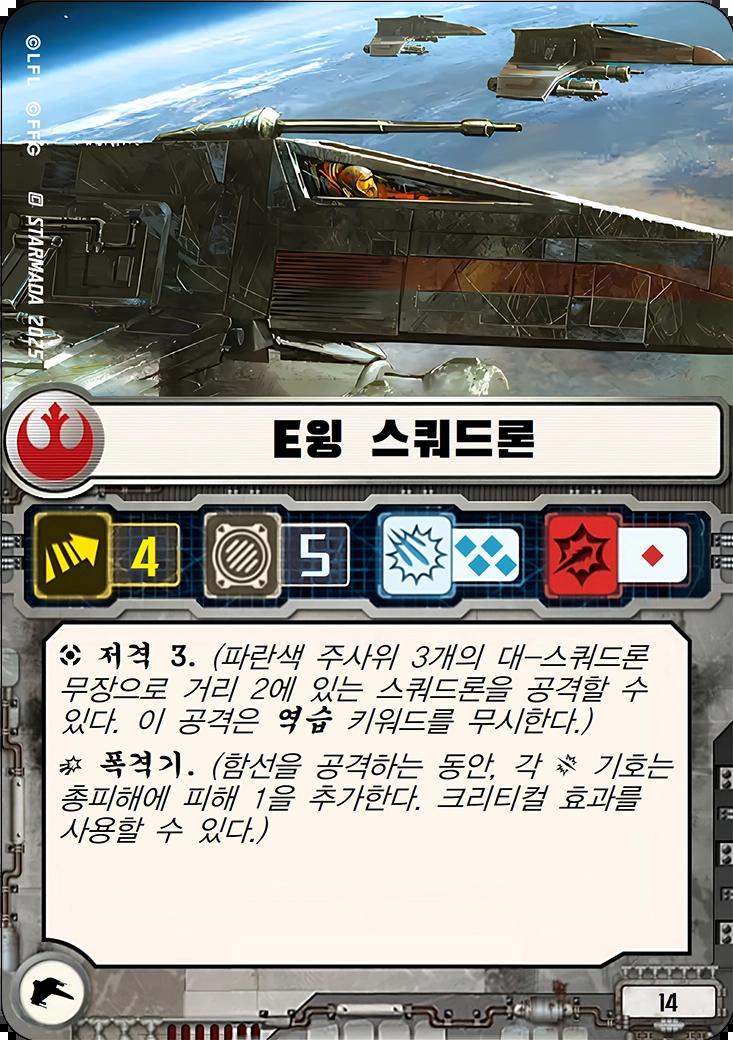 ©LFL ©FFG STARMADA 2025
E윙 스쿼드론
4 5
저격 3. (파란색 주사위 3개의 대-스쿼드론
무장으로 거리 2에 있는 스쿼드론을 공격할 수
있다. 이 공격은 역습 키워드를 무시한다.)
폭격기. (함선을 공격하는 동안, 각 기호는
총피해에 피해 1을 추가한다. 크리티컬 효과를
사용할 수 있다.)
14